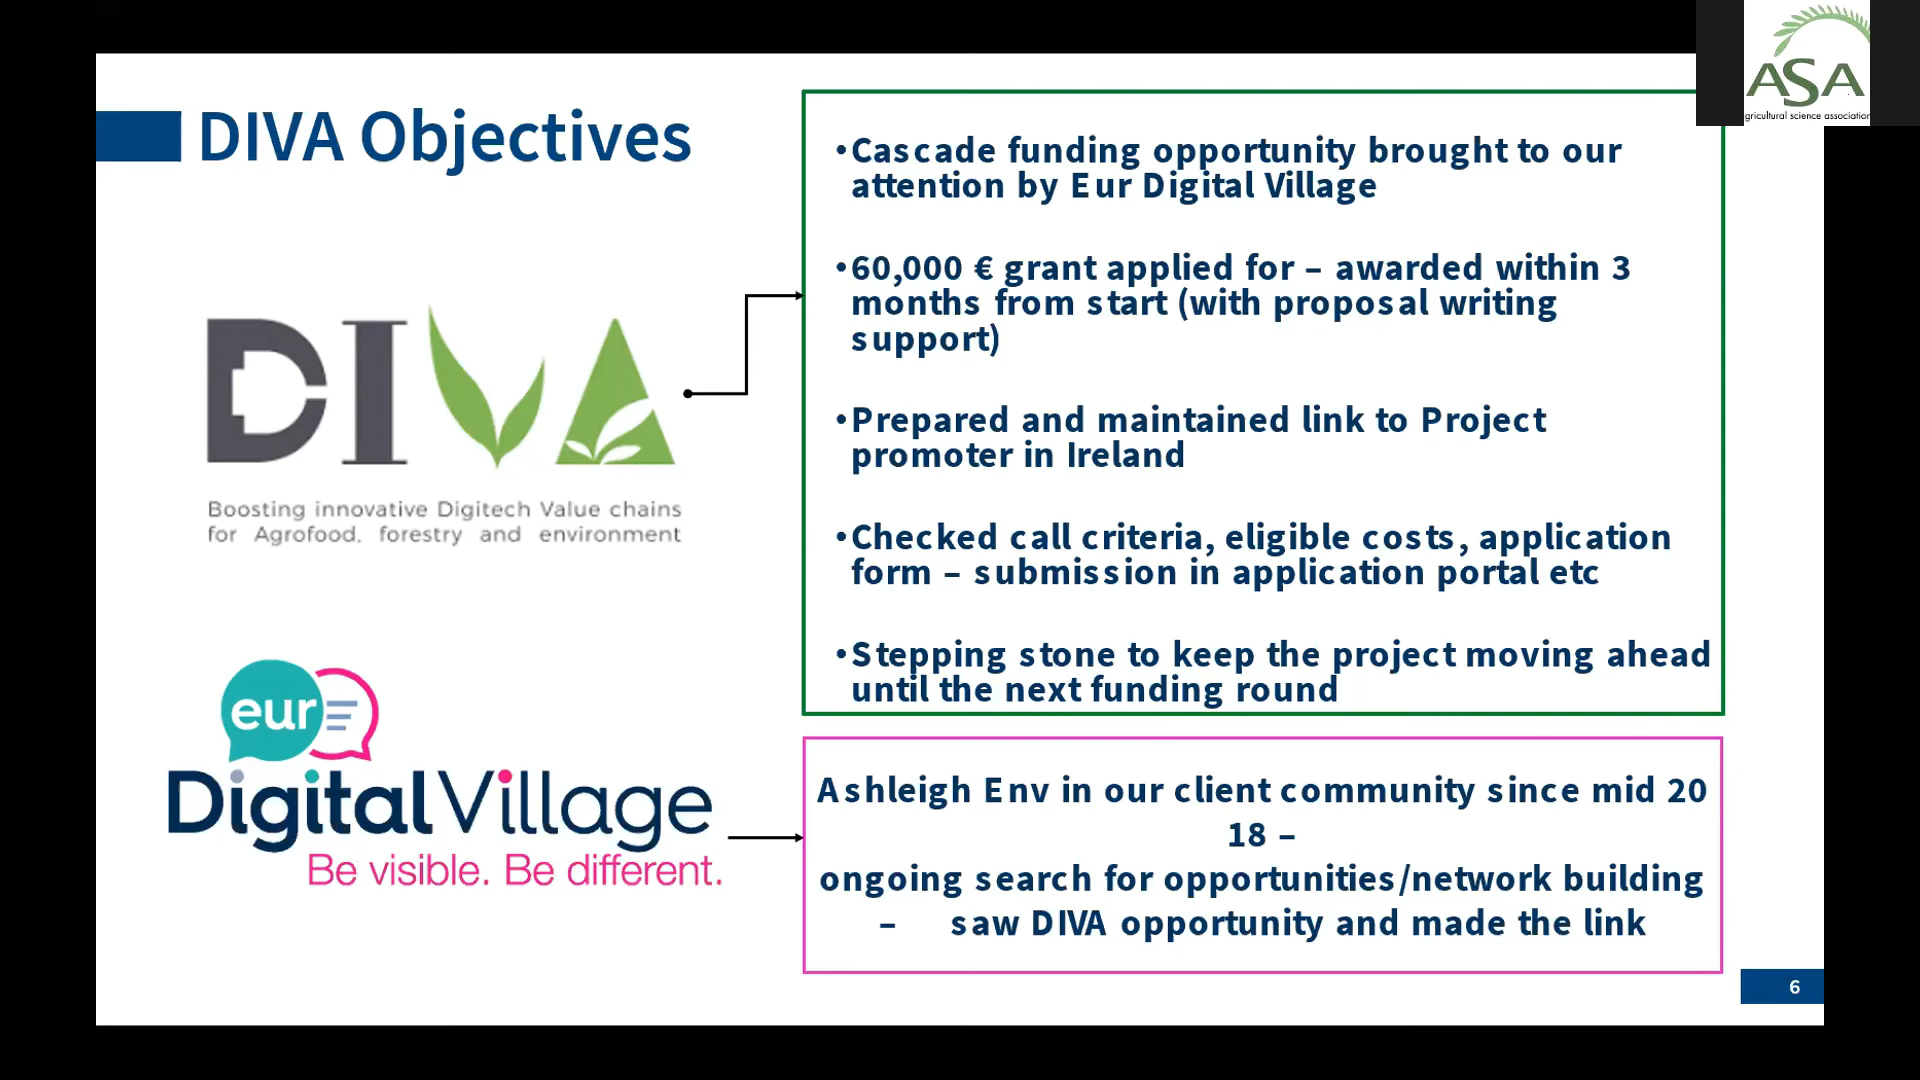 ASA
gricultural science association
DIVA Objectives
•Cascade funding opportunity brought to our
attention by Eur Digital Village
•60,000 € grant applied for – awarded within 3
months from start (with proposal writing
support)
•Prepared and maintained link to Project
promoter in Ireland
•Checked call criteria, eligible costs, application
form – submission in application portal etc
•Stepping stone to keep the project moving ahead
until the next funding round
DIVA
Boosting innovative Digitech Value chains
for Agrofood, forestry and environment
eur
Digital Village
Be visible. Be different.
Ashleigh Env in our client community since mid 20
18 –
ongoing search for opportunities/network building
– saw DIVA opportunity and made the link
6